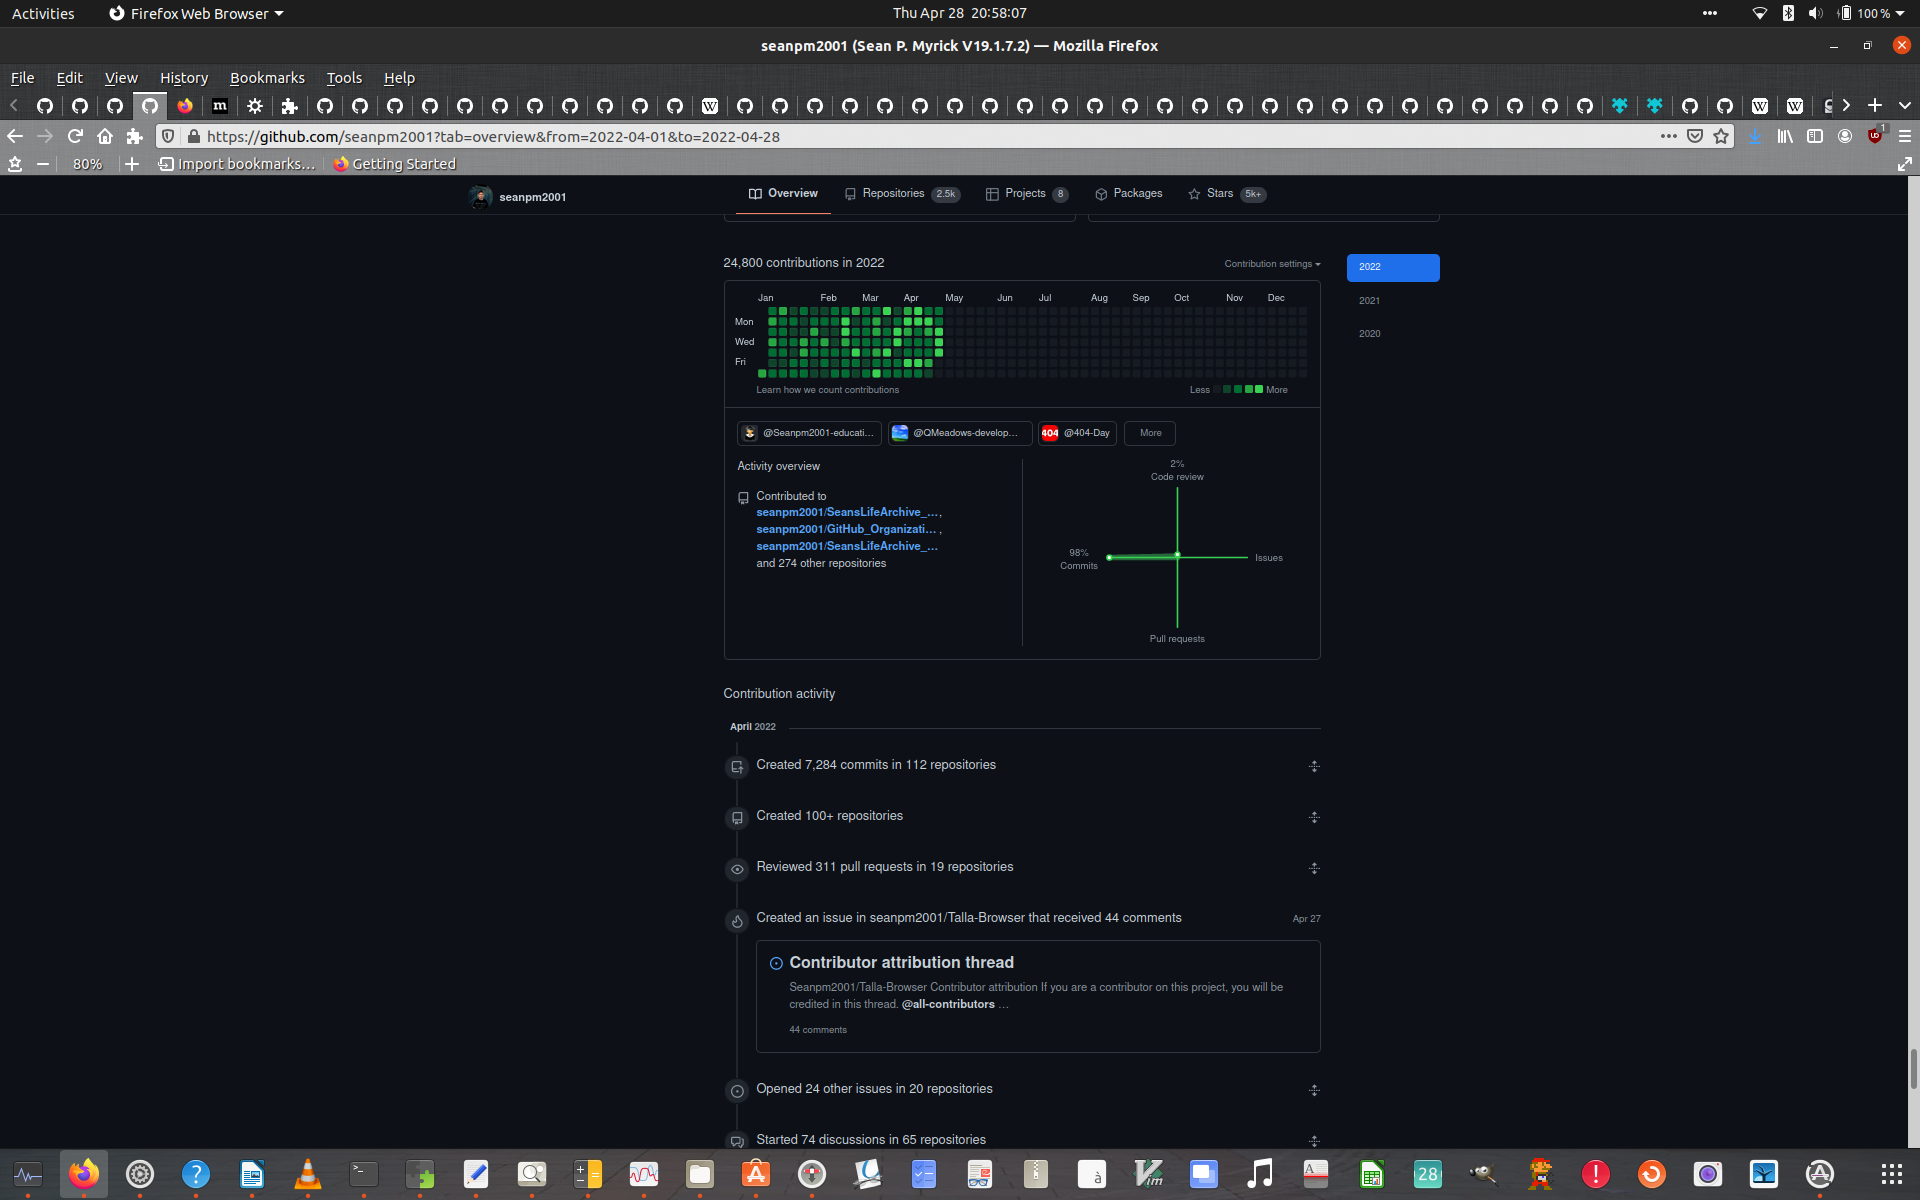 Activities
Firefox Web Browser
Thu Apr 28 20:58:07
100 %
seanpm2001 (Sean P. Myrick V19.1.7.2) — Mozilla Firefox
File Edit View History Bookmarks Tools Help
https://github.com/seanpm2001?tab=overview&from=2022-04-01&to=2022-04-28
80%
Import bookmarks...
Getting Started
seanpm2001
Overview
Repositories 2.5k
Projects 8
Packages
Stars 5k+
24,800 contributions in 2022
Contribution settings
2022
2021
2020
Jan Feb Mar Apr May Jun Jul Aug Sep Oct Nov Dec
Mon
Wed
Fri
Learn how we count contributions
Less More
@Seanpm2001-educati...
@QMeadows-develop...
404 @404-Day
More
Activity overview
Contributed to
seanpm2001/SeansLifeArchive_...,
seanpm2001/GitHub_Organizati... ,
seanpm2001/SeansLifeArchive_...
and 274 other repositories
2%
Code review
98%
Commits
Issues
Pull requests
Contribution activity
April 2022
Created 7,284 commits in 112 repositories
Created 100+ repositories
Reviewed 311 pull requests in 19 repositories
Created an issue in seanpm2001/Talla-Browser that received 44 comments
Apr 27
Contributor attribution thread
Seanpm2001/Talla-Browser Contributor attribution If you are a contributor on this project, you will be
credited in this thread. @all-contributors ...
44 comments
Opened 24 other issues in 20 repositories
Started 74 discussions in 65 repositories
28